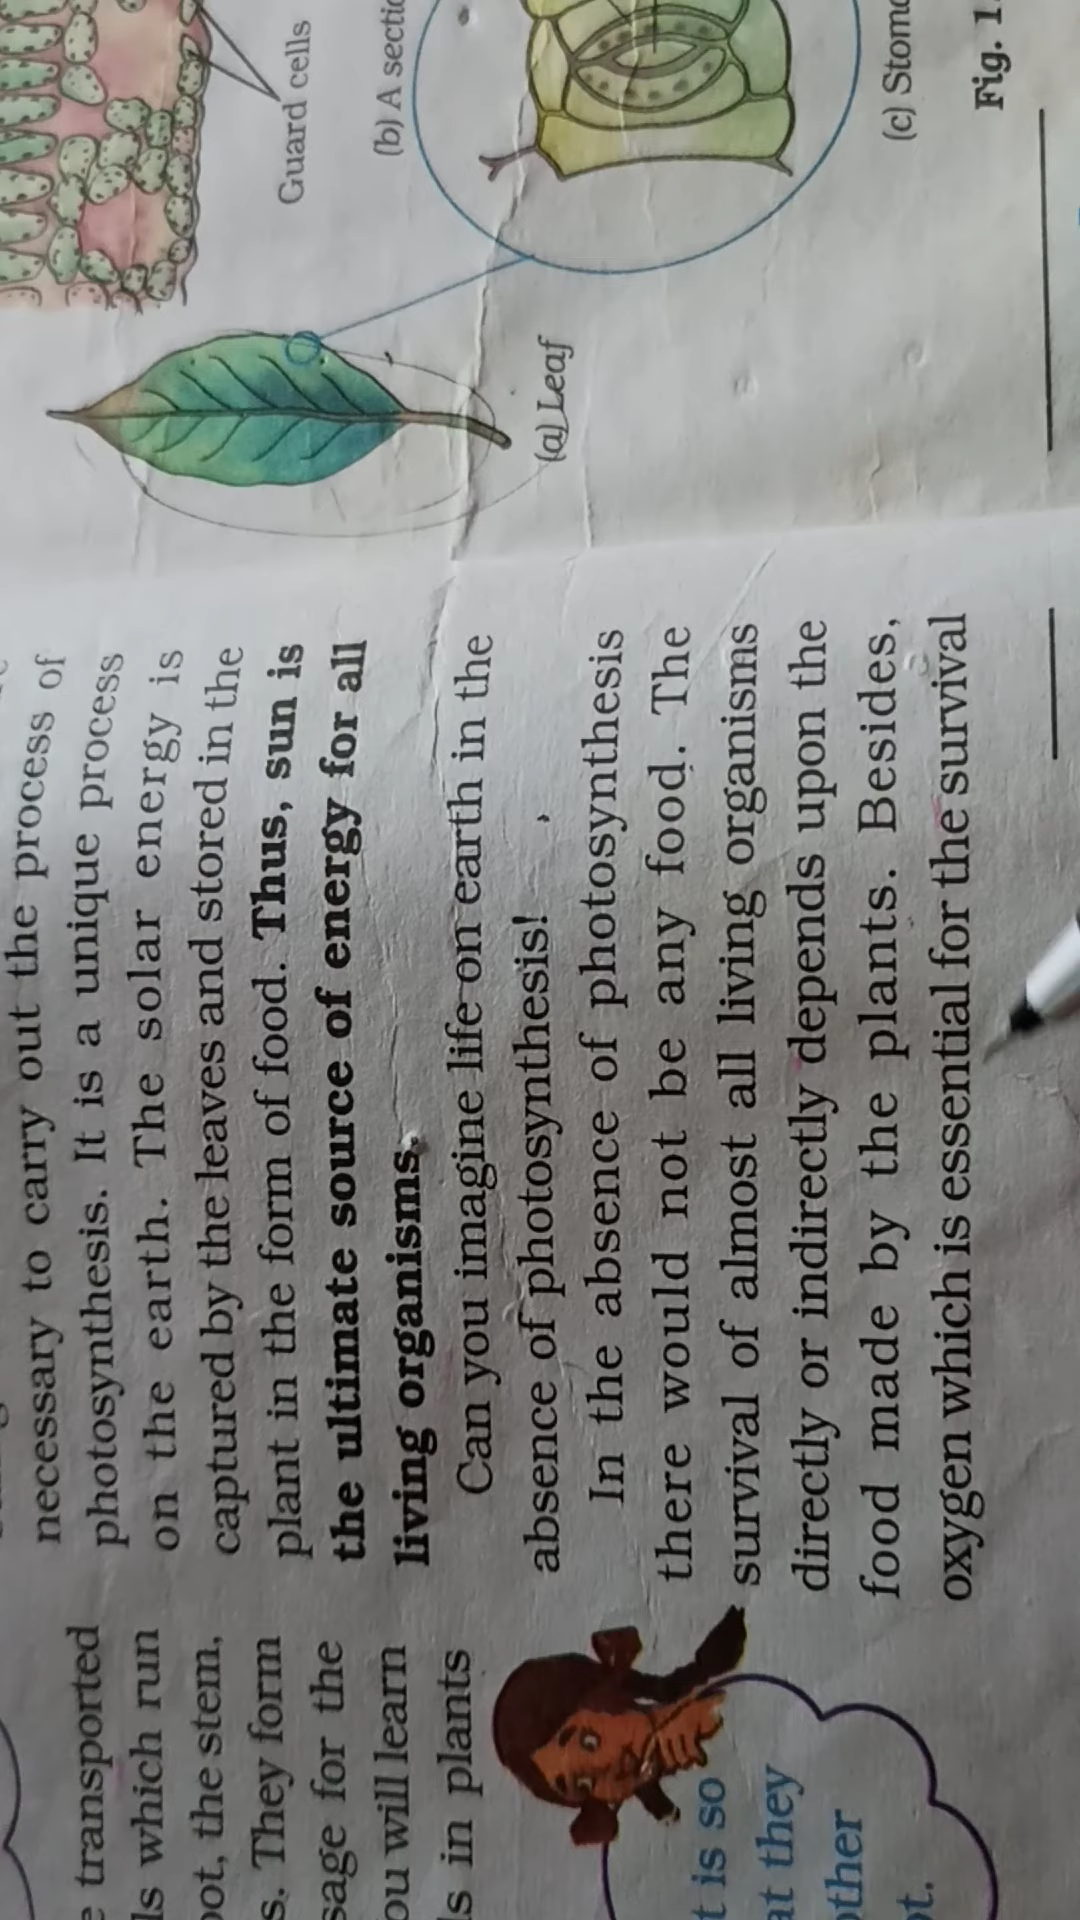 e transported
ls which run
oot, the stem,
s. They form
sage for the
ou will learn
ls in plants
t is so
at they
other
ot.
necessary to carry out the process of
photosynthesis. It is a unique process
on the earth. The solar energy is
captured by the leaves and stored in the
plant in the form of food. Thus, sun is
the ultimate source of energy for all
living organisms.
Can you imagine life on earth in the
absence of photosynthesis!
In the absence of photosynthesis
there would not be any food. The
survival of almost all living organisms
directly or indirectly depends upon the
food made by the plants. Besides,
oxygen which is essential for the survival
Guard cells
(b) A sectio
(a) Leaf
(c) Stom
Fig. 1.